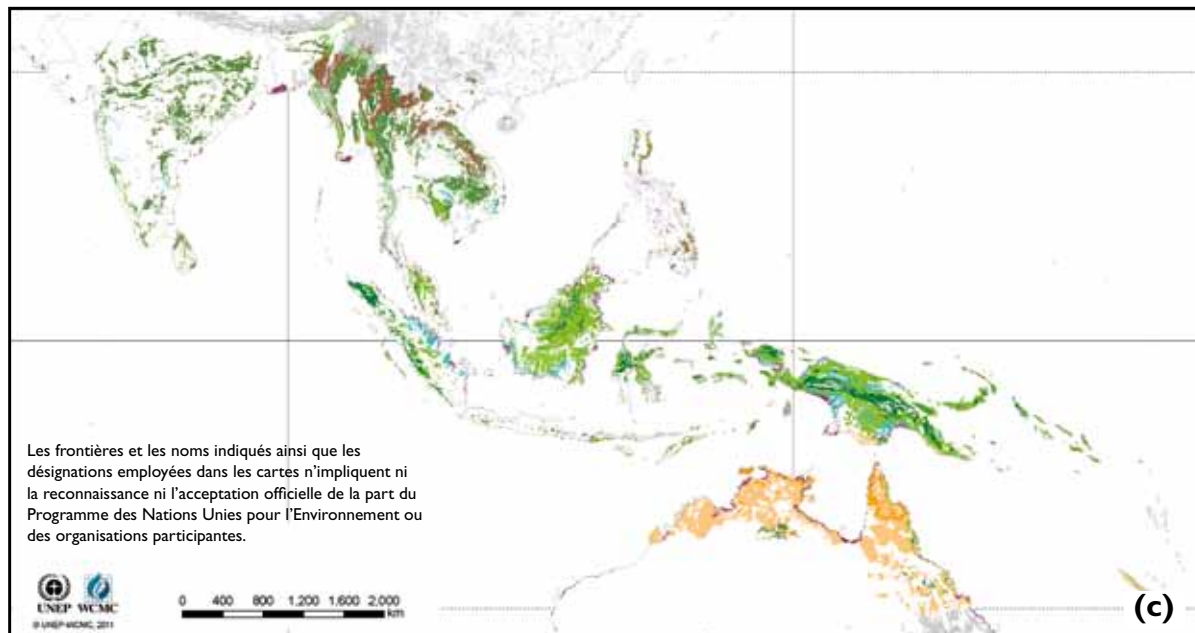 Les frontières et les noms indiqués ainsi que les
désignations employées dans les cartes n'impliquent ni
la reconnaissance ni l'acceptation officielle de la part du
Programme des Nations Unies pour l'Environnement ou
des organisations participantes.
UNEP WCMC
© UNEP-WCMC, 2011
0 400 800 1,200 1,600 2,000
km
(c)